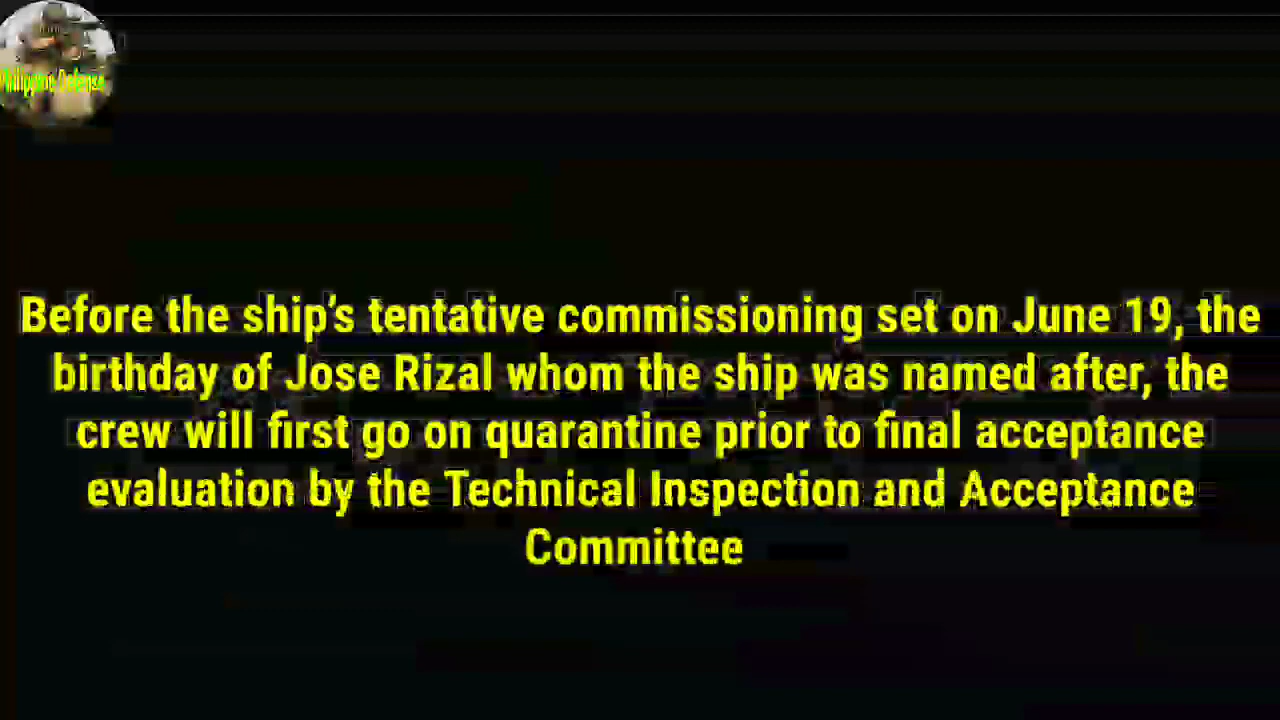 Philippine Defense
Before the ship's tentative commissioning set on June 19, the
birthday of Jose Rizal whom the ship was named after, the
crew will first go on quarantine prior to final acceptance
evaluation by the Technical Inspection and Acceptance
Committee